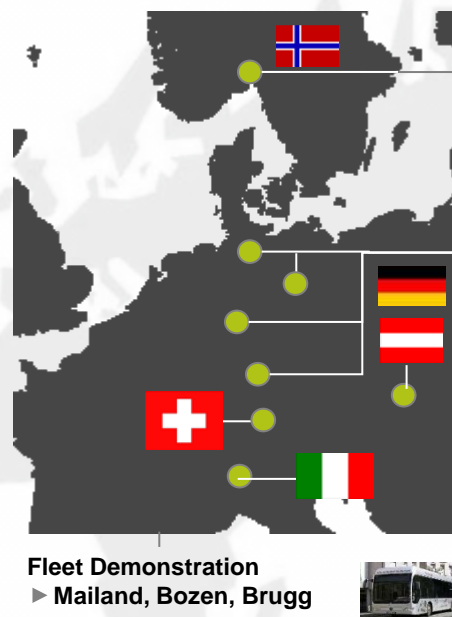 Fleet Demonstration
► Mailand, Bozen, Brugg